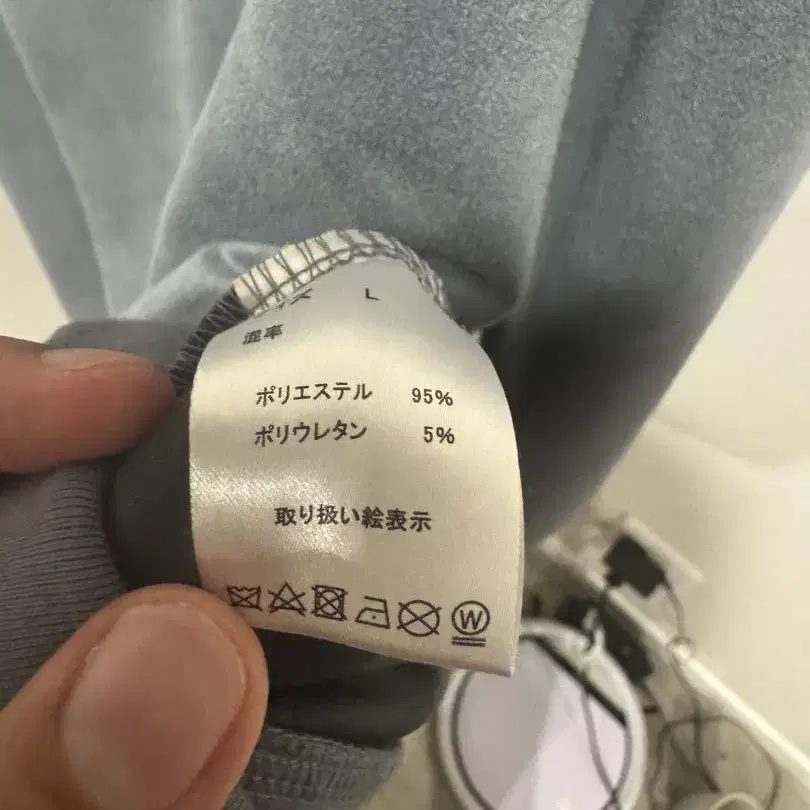 L
混率
ポリエステル 95%
ポリウレタン 5%
取り扱い絵表示
W